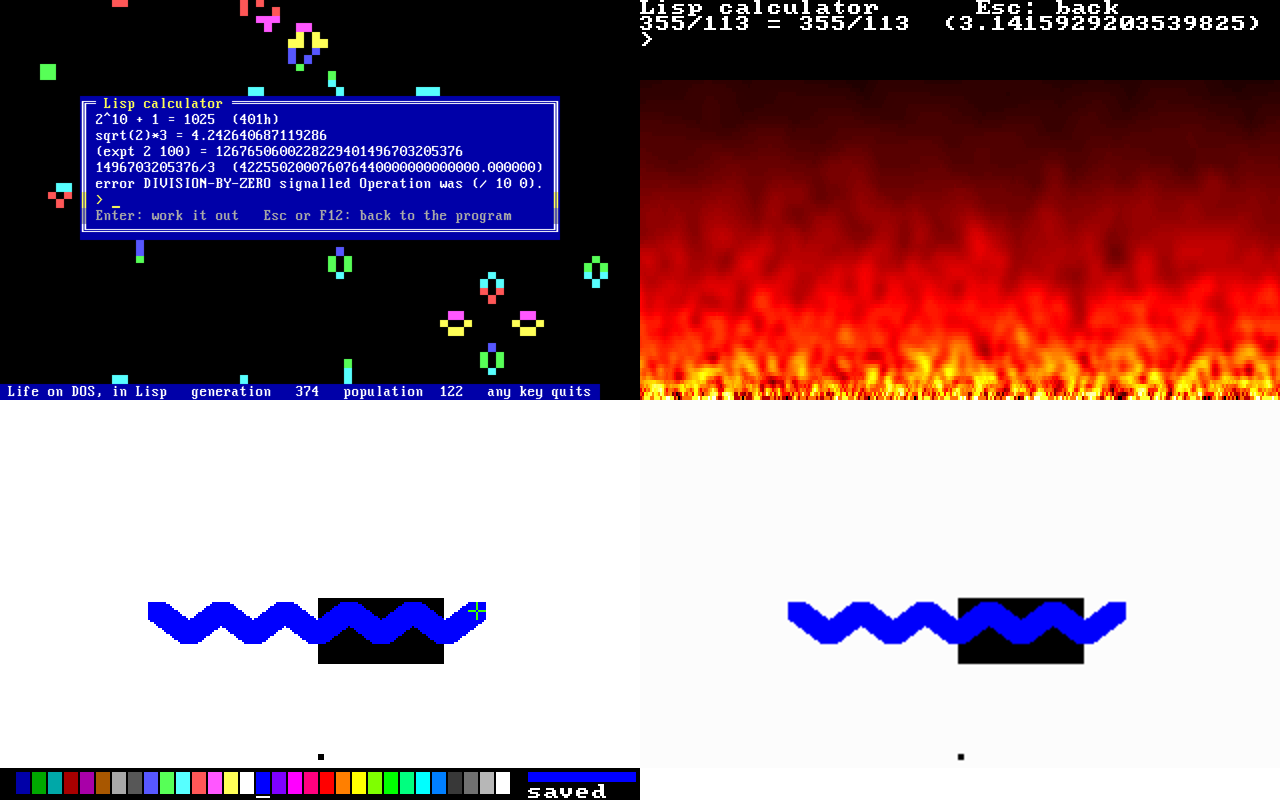 Lisp calculator
2^10 + 1 = 1025  (401h)
sqrt(2)*3 = 4.242640687119286
(expt 2 100) = 1267650600228229401496703205376
1496703205376/3  (422550200076076440000000000000.000000)
error DIVISION-BY-ZERO signalled Operation was (/ 10 0).
> _
Enter: work it out   Esc or F12: back to the program
Life on DOS, in Lisp   generation   374   population  122   any key quits
Lisp calculator      Esc: back
355/113 = 355/113  (3.1415929203539825)
>
saved